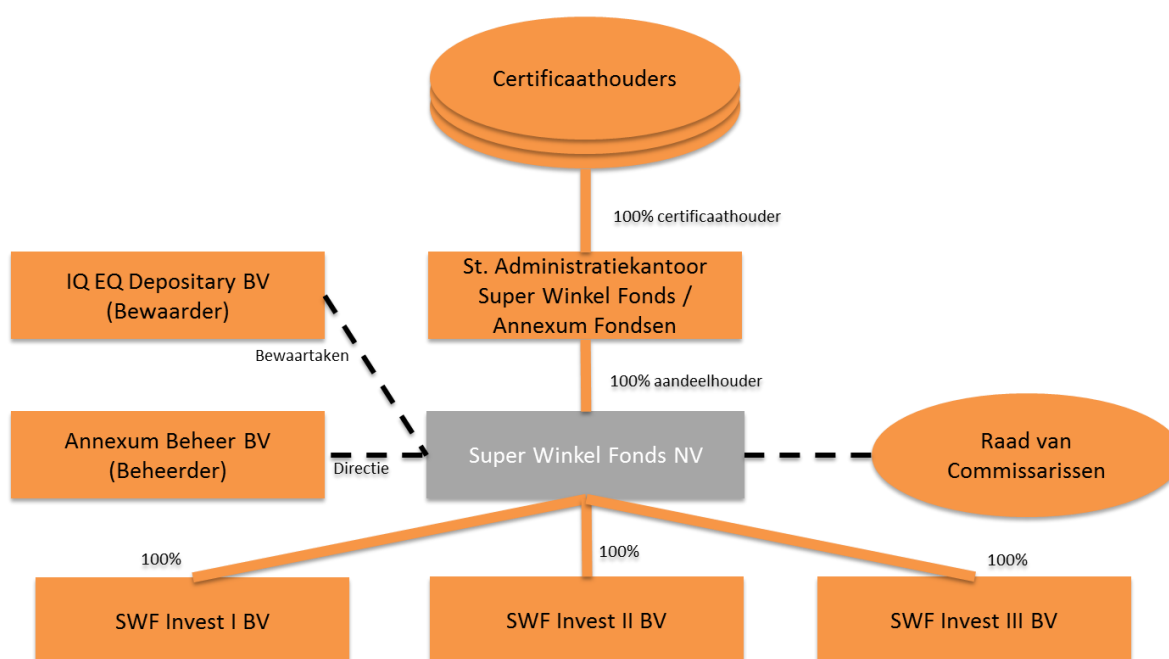 Certificaathouders
100% certificaathouder
IQ EQ Depositary BV
(Bewaarder)
St. Administratiekantoor
Super Winkel Fonds /
Annexum Fondsen
Bewaartaken
100% aandeelhouder
Annexum Beheer BV
(Beheerder)
Directie
Super Winkel Fonds NV
Raad van
Commissarissen
100%
100%
100%
SWF Invest I BV
SWF Invest II BV
SWF Invest III BV